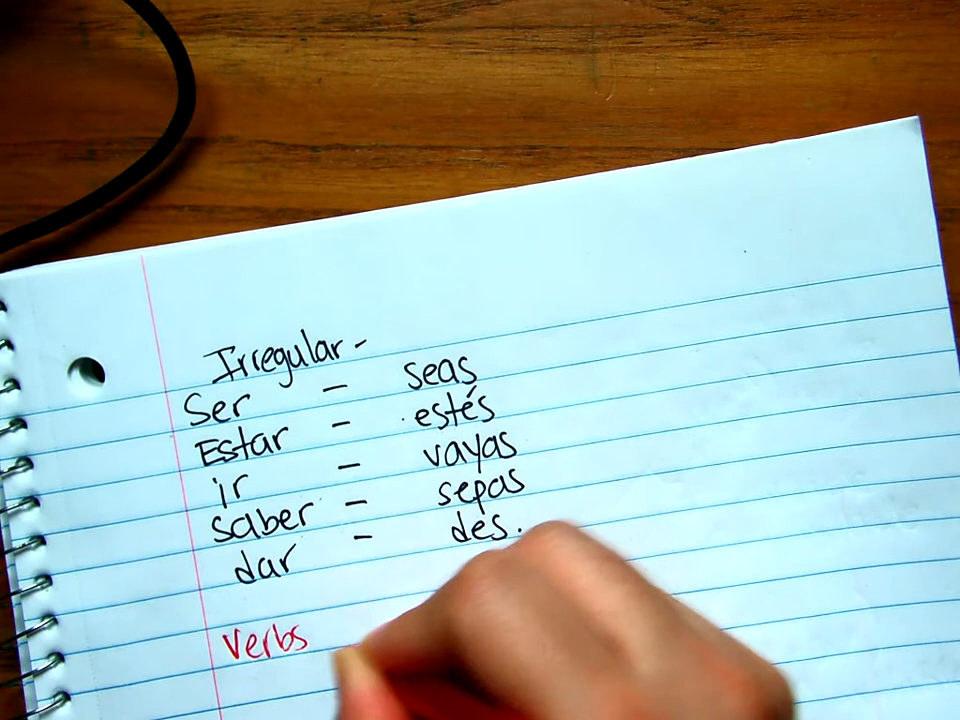 Irregular -
Ser - seas
Estar - estés
ir - vayas
saber - sepas
dar - des.
Verbs